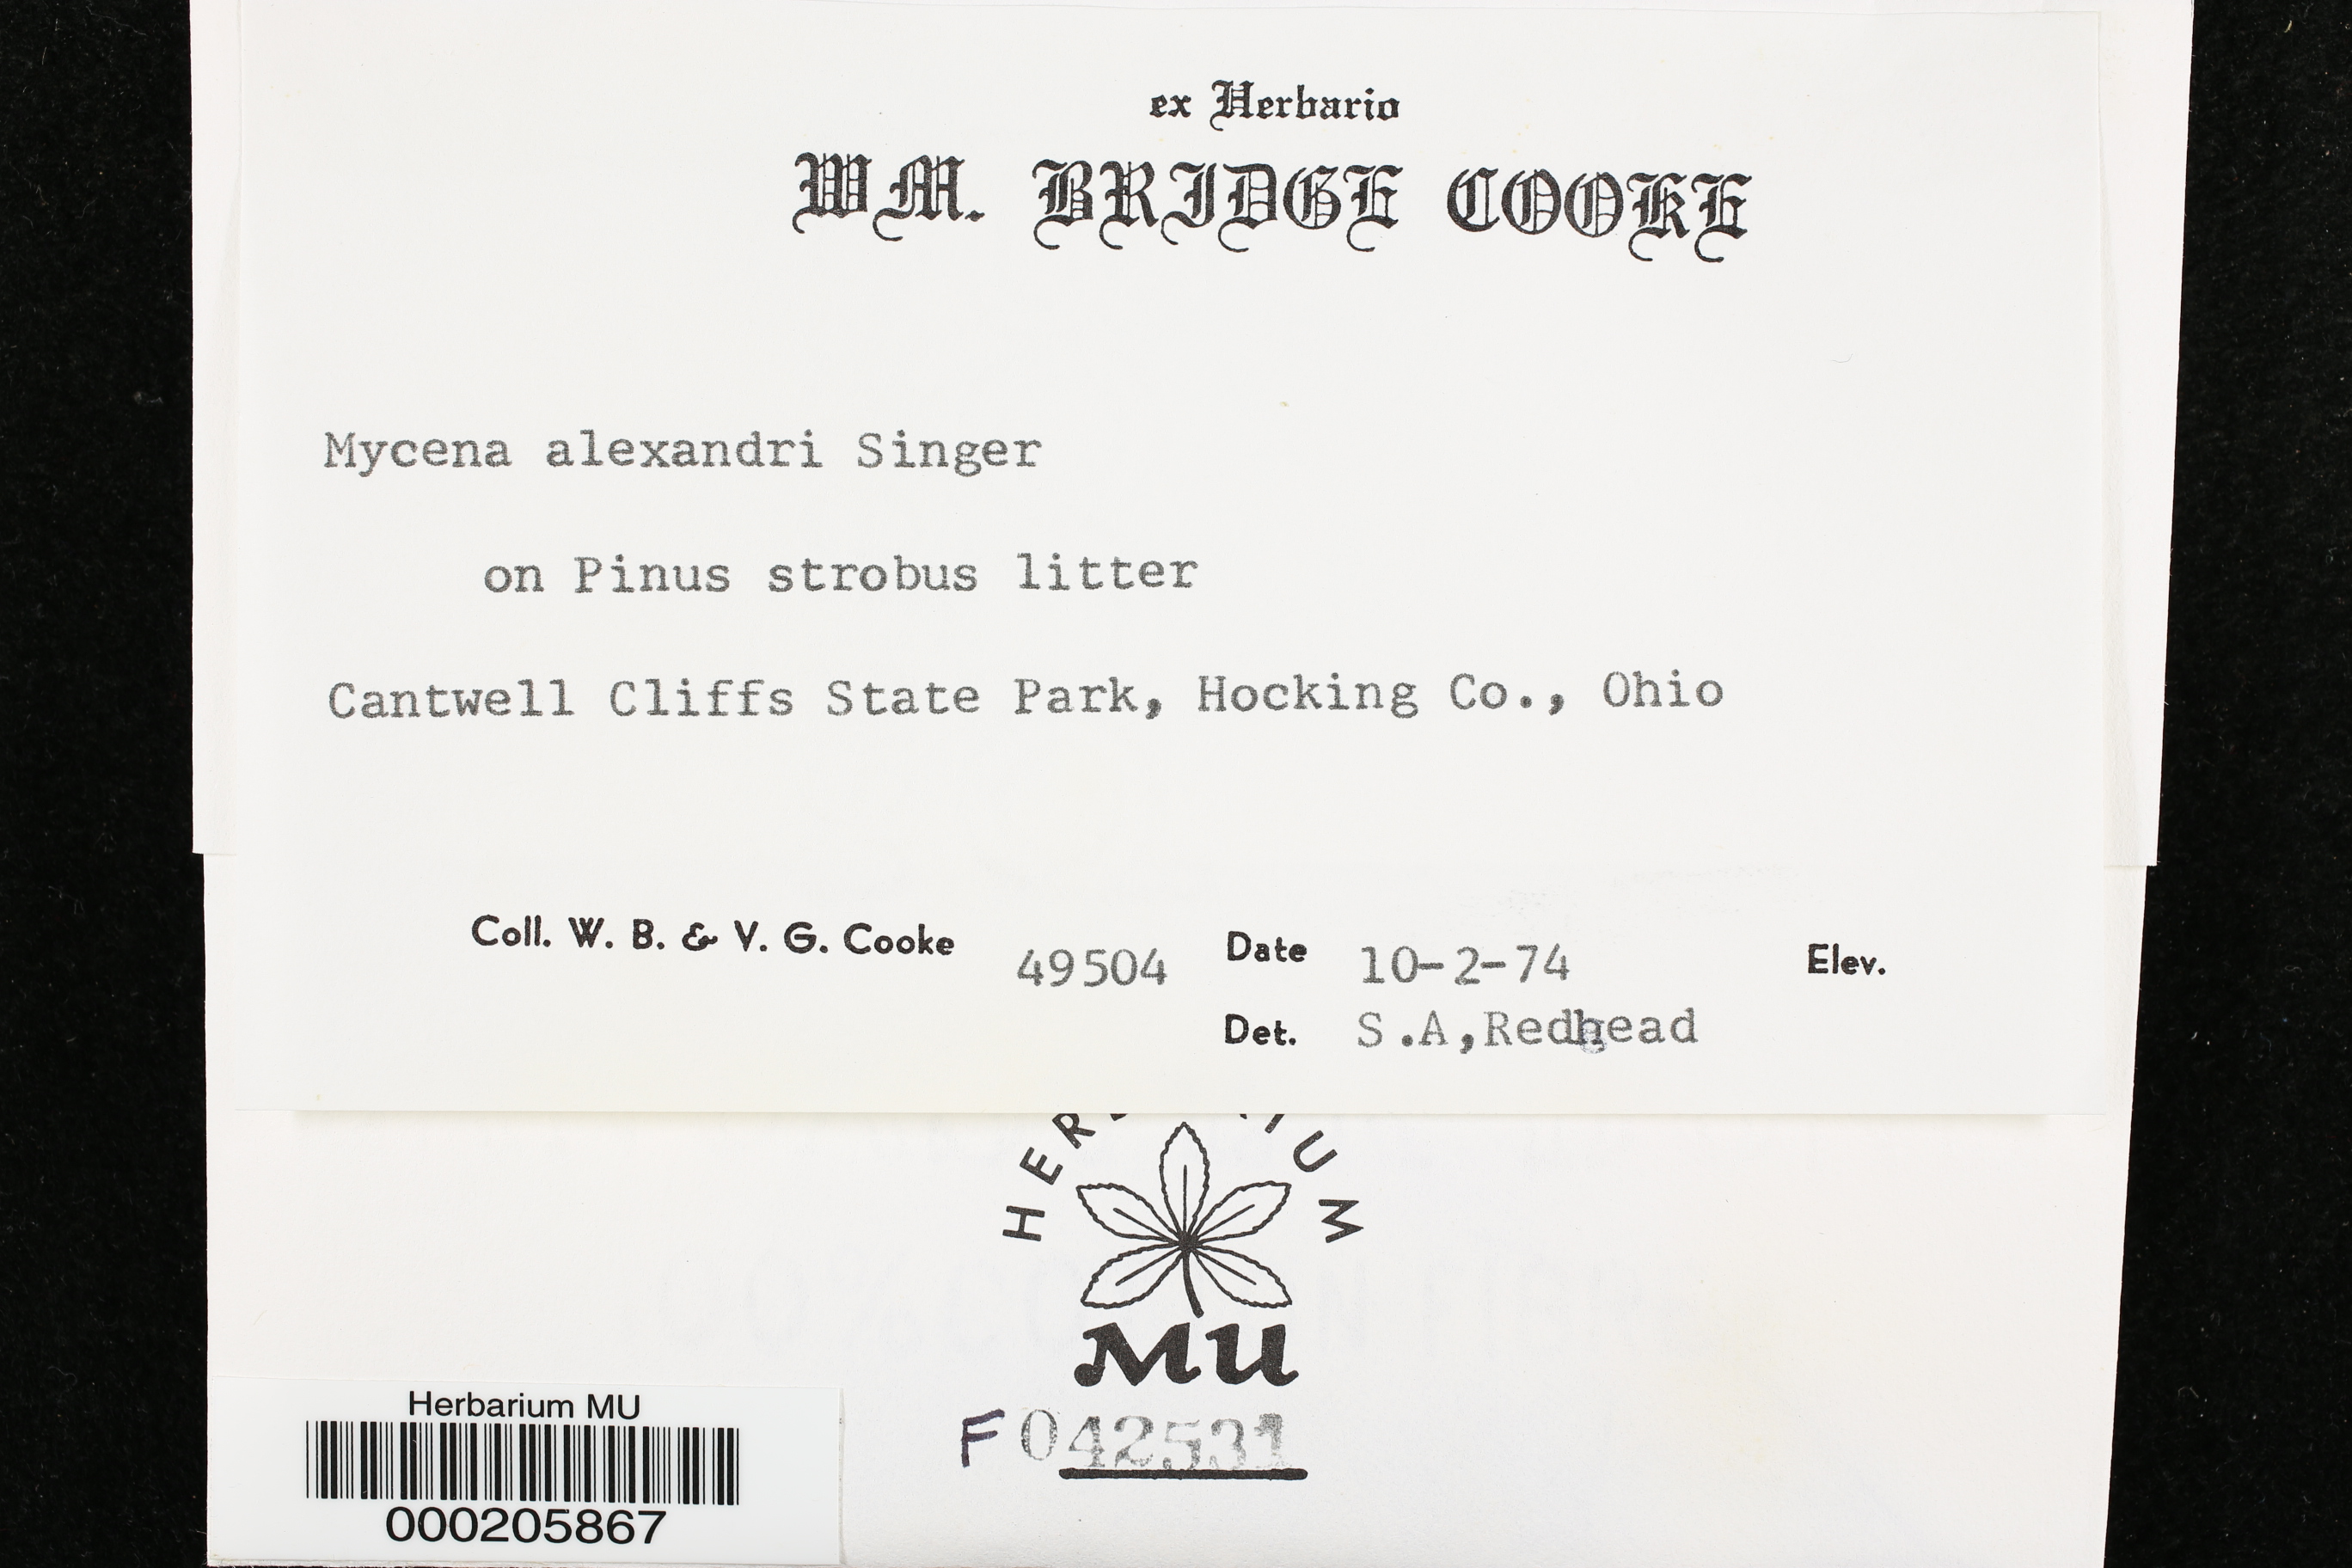 ex Herbario
WM. BRIDGE COOKE
Mycena alexandri Singer
on Pinus strobus litter
Cantwell Cliffs State Park, Hocking Co., Ohio
Coll. W. B. & V. G. Cooke 49504 Date 10-2-74 Elev.
Det. S.A,Redhead
MU
F042531
Herbarium MU
000205867